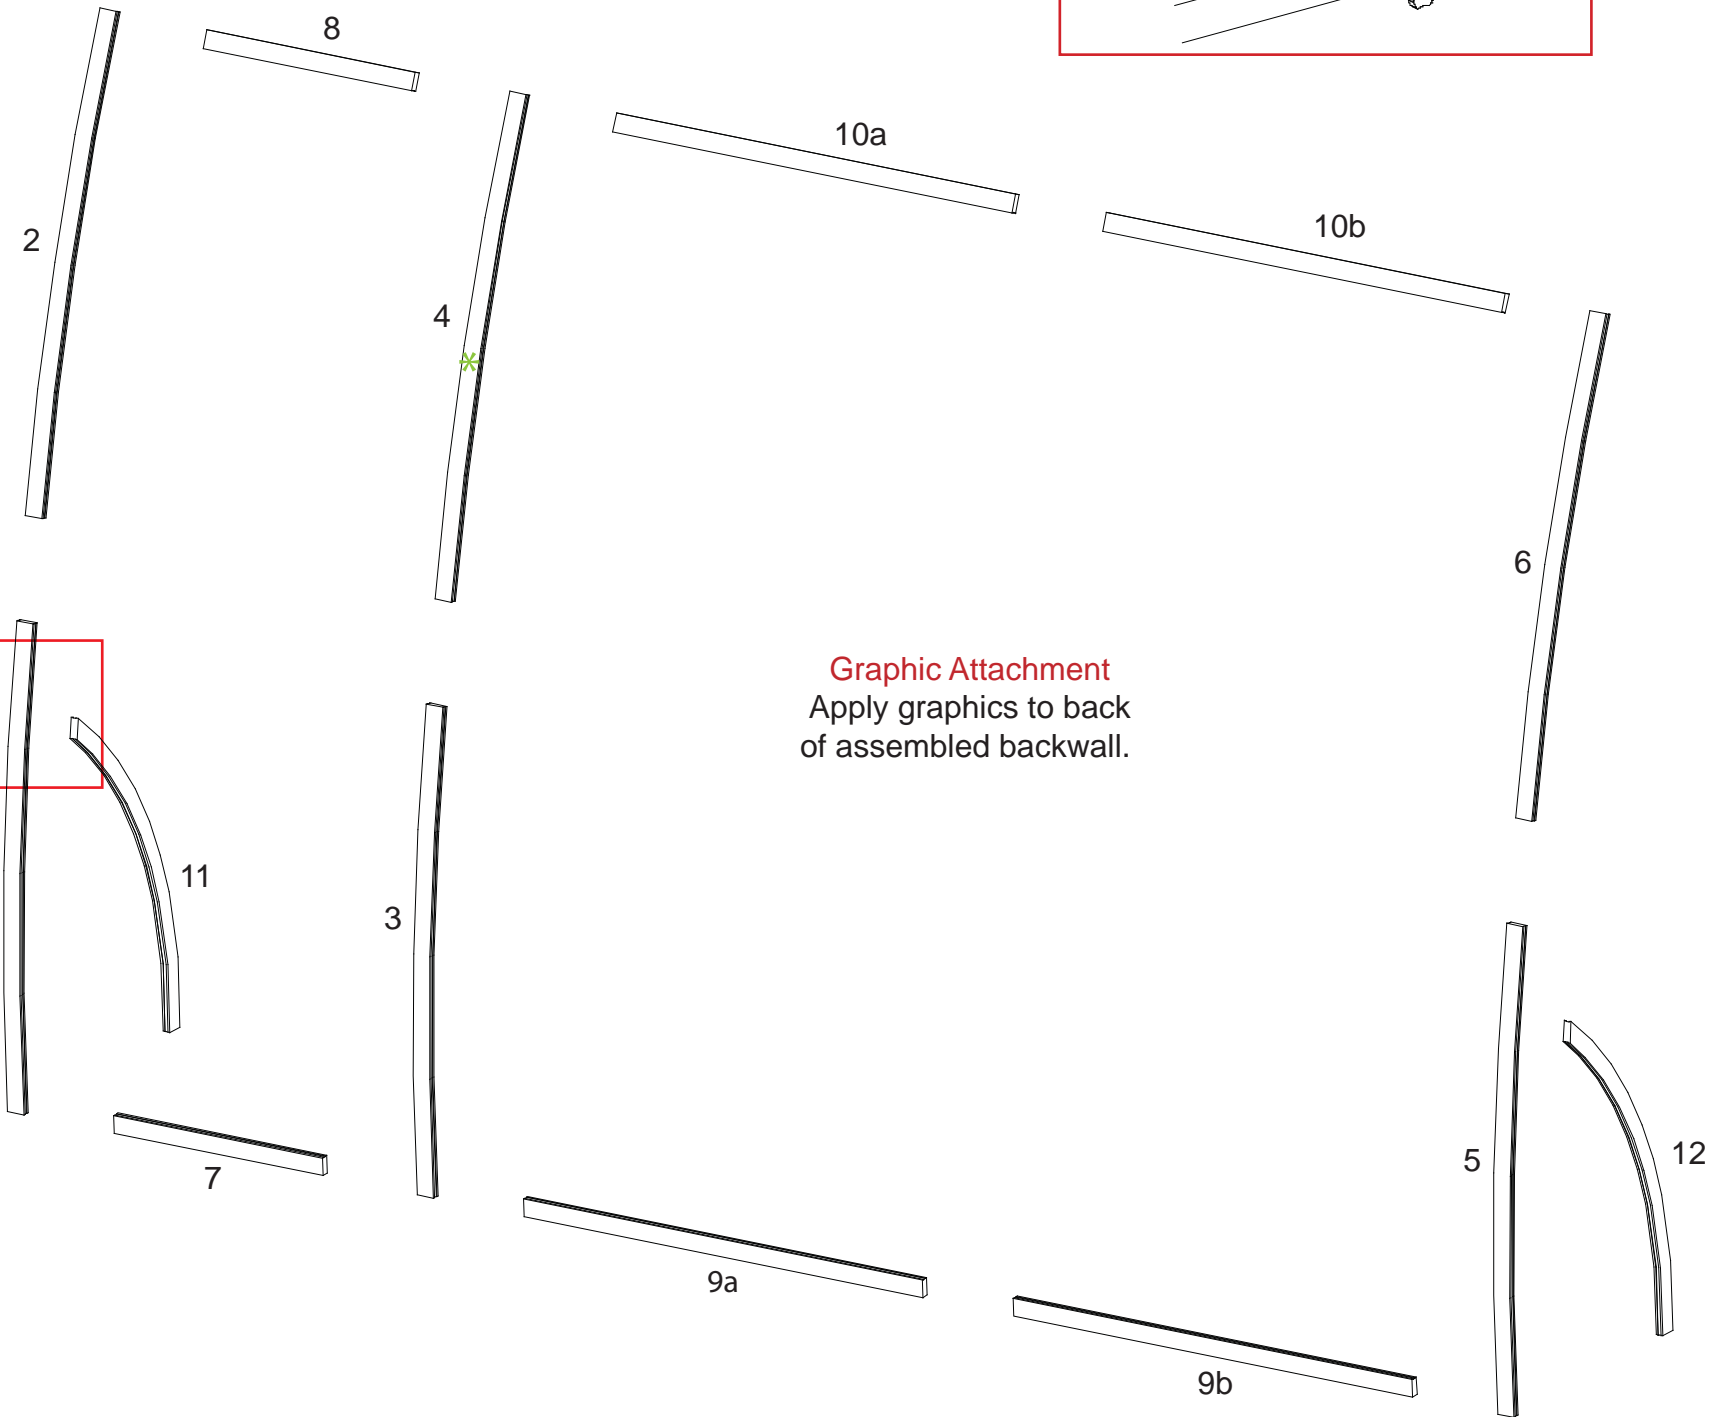 8
10a
10b
2
4
*
6
Graphic Attachment
Apply graphics to back
of assembled backwall.
11
3
5
12
7
9a
9b